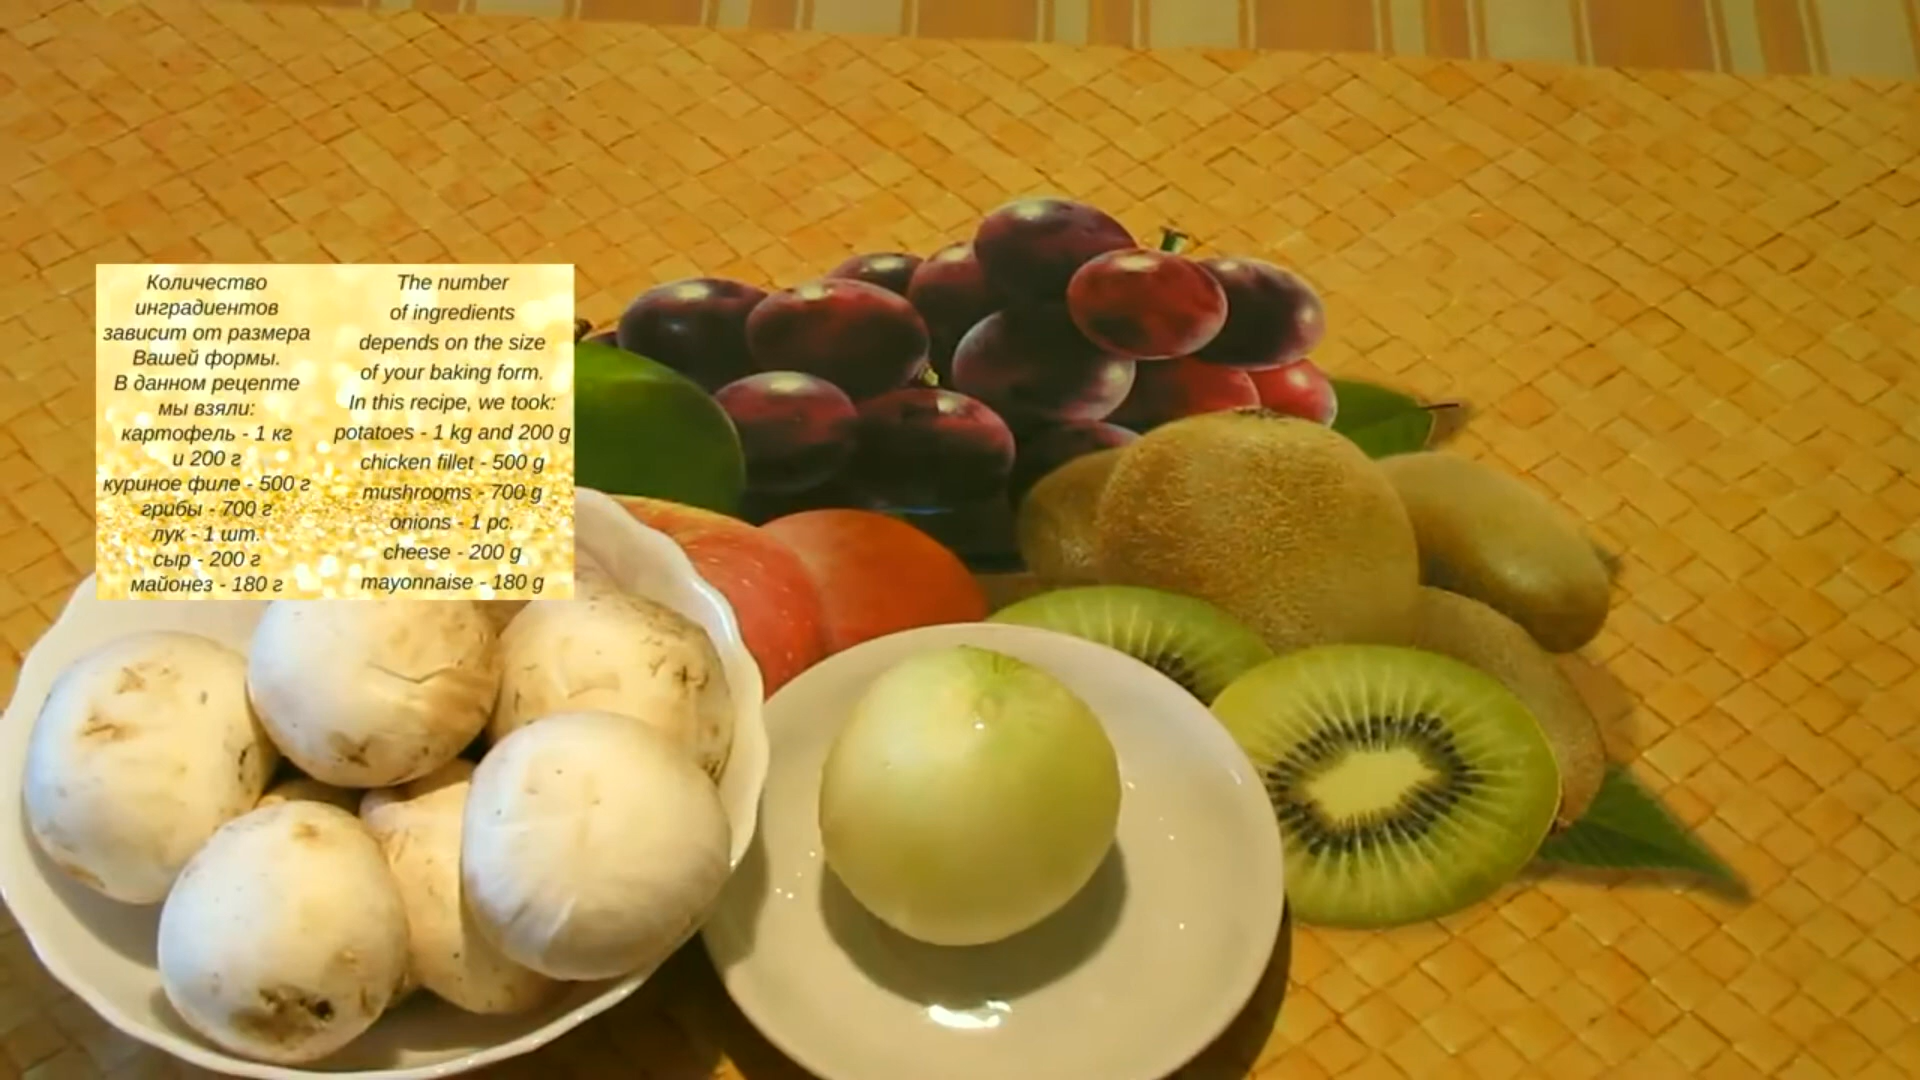 Количество
инградиентов
зависит от размера
Вашей формы.
В данном рецепте
мы взяли:
картофель - 1 кг
и 200 г
куриное филе - 500 г
грибы - 700 г
лук - 1 шт.
сыр - 200 г
майонез - 180 г
The number
of ingredients
depends on the size
of your baking form.
In this recipe, we took:
potatoes - 1 kg and 200 g
chicken fillet - 500 g
mushrooms - 700 g
onions - 1 pc.
cheese - 200 g
mayonnaise - 180 g